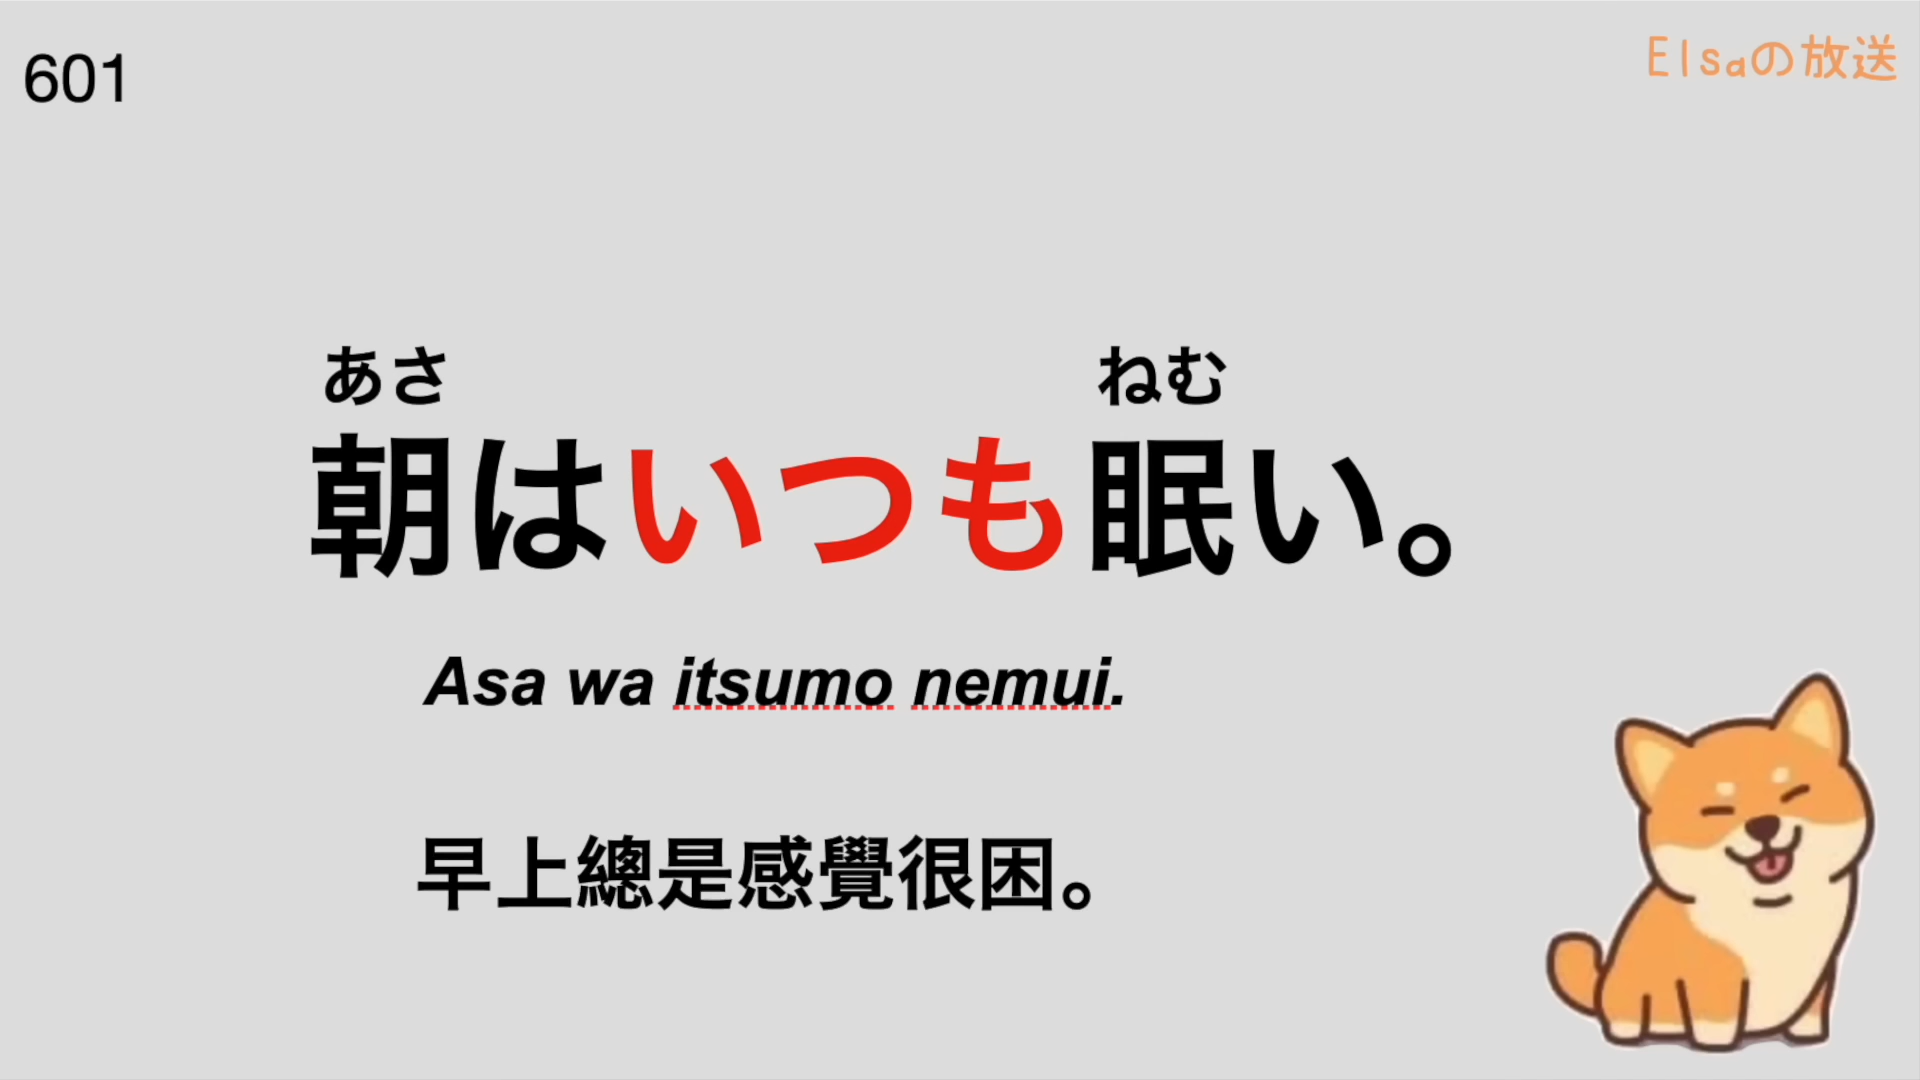 601
Elsaの放送
あさ ねむ
朝はいつも眠い。
Asa wa itsumo nemui.
早上總是感覺很困。